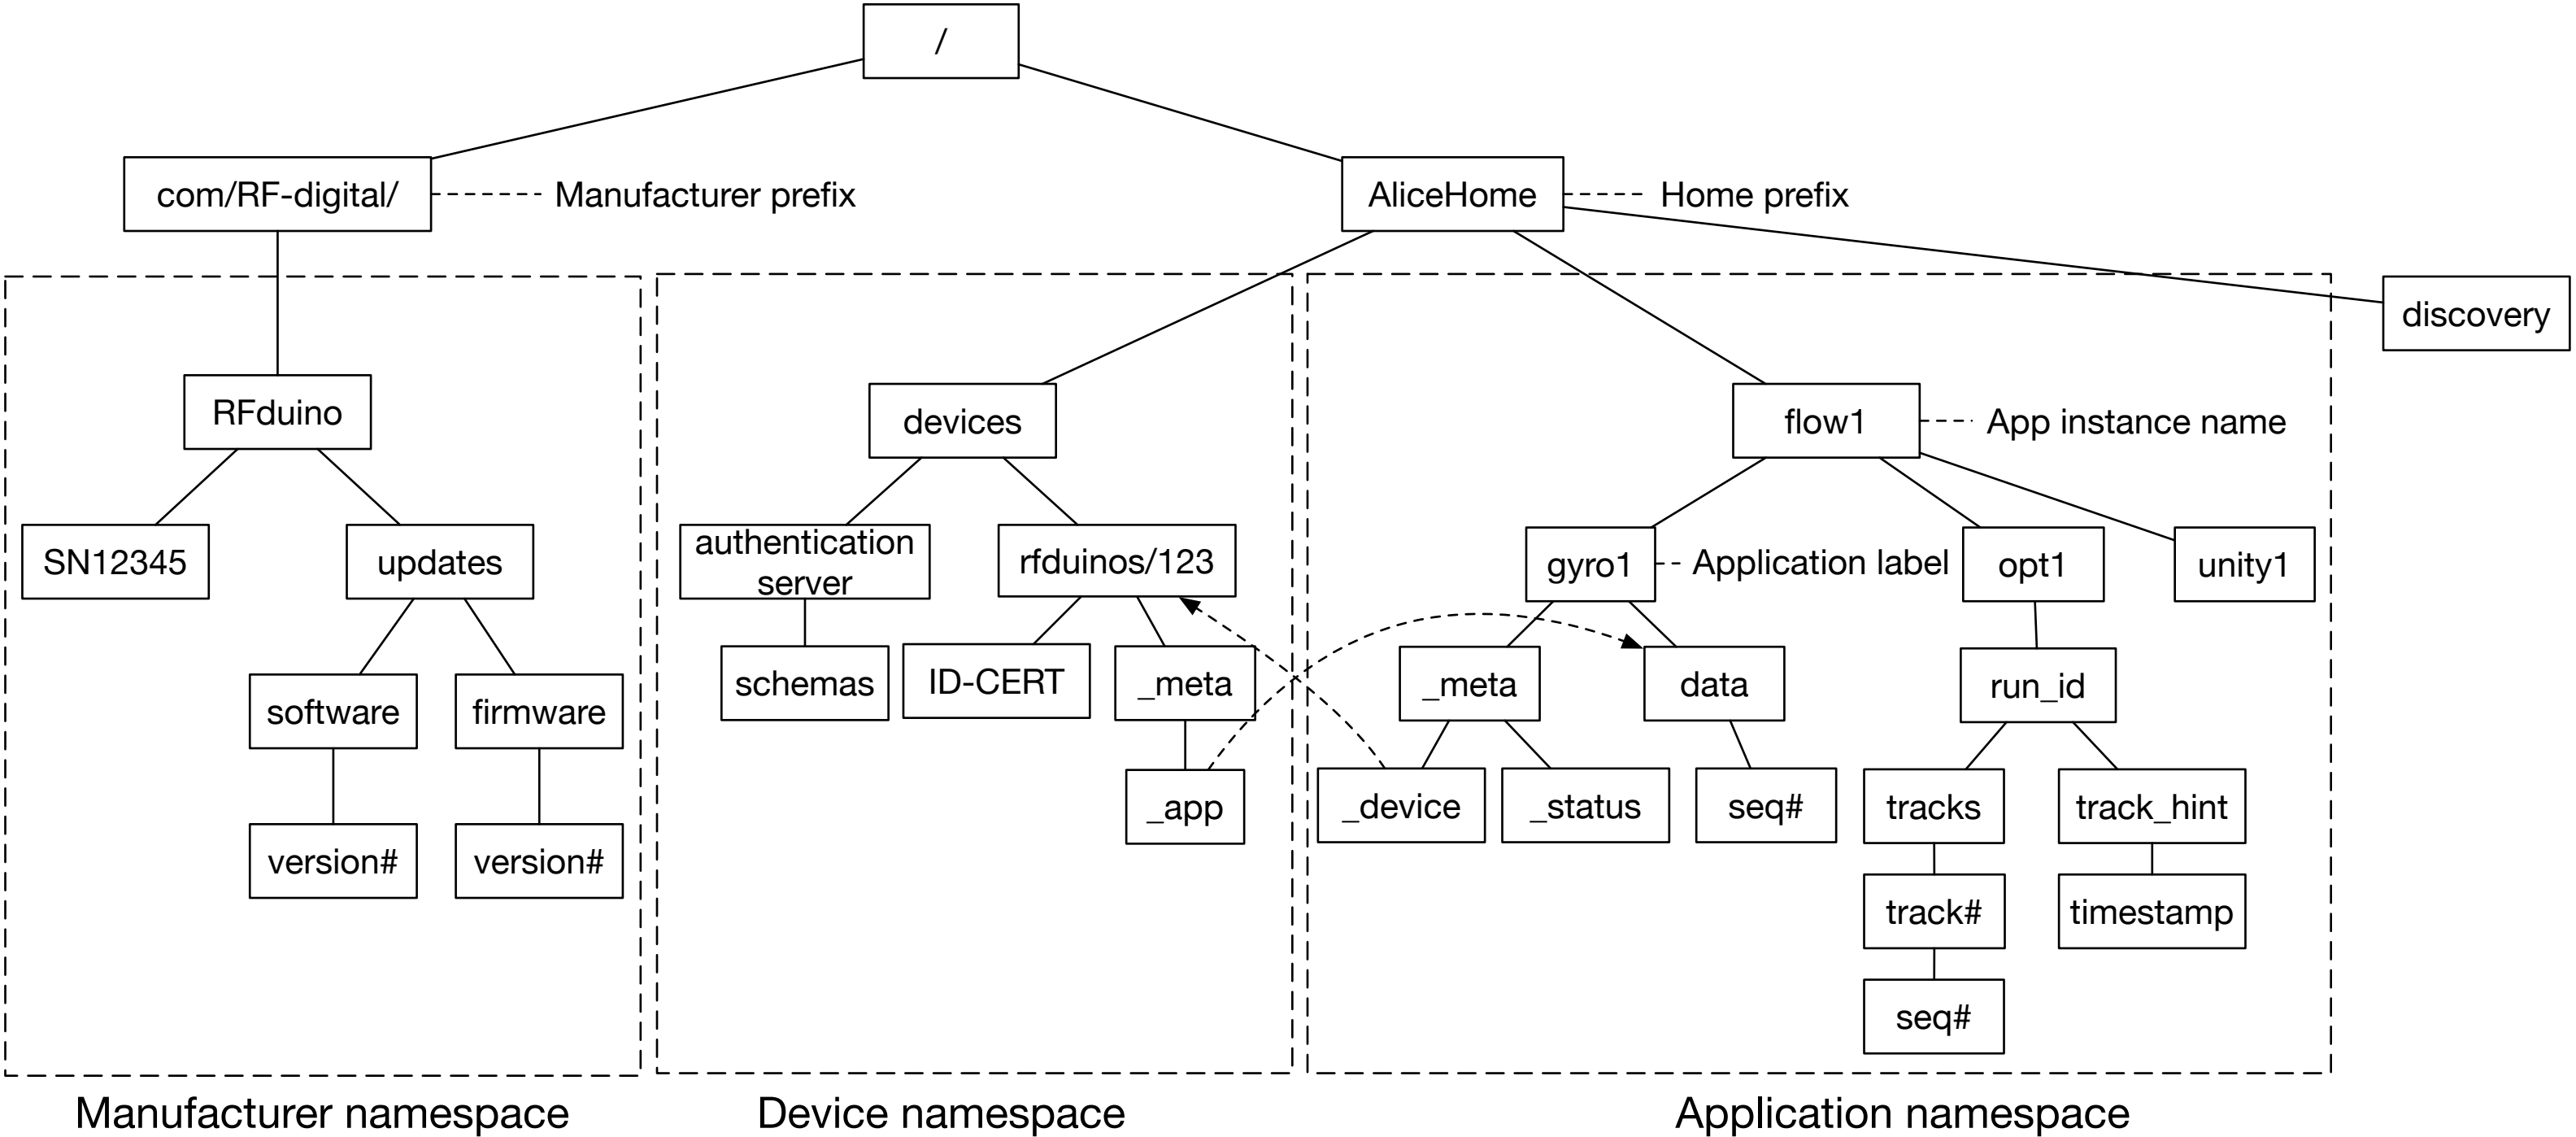 /
com/RF-digital/
Manufacturer prefix
AliceHome
Home prefix
discovery
RFduino
devices
flow1
App instance name
SN12345
updates
authentication
server
rfduinos/123
gyro1
Application label
opt1
unity1
software
firmware
schemas
ID-CERT
_meta
_meta
data
run_id
version#
version#
_app
_device
_status
seq#
tracks
track_hint
track#
timestamp
seq#
Manufacturer namespace
Device namespace
Application namespace